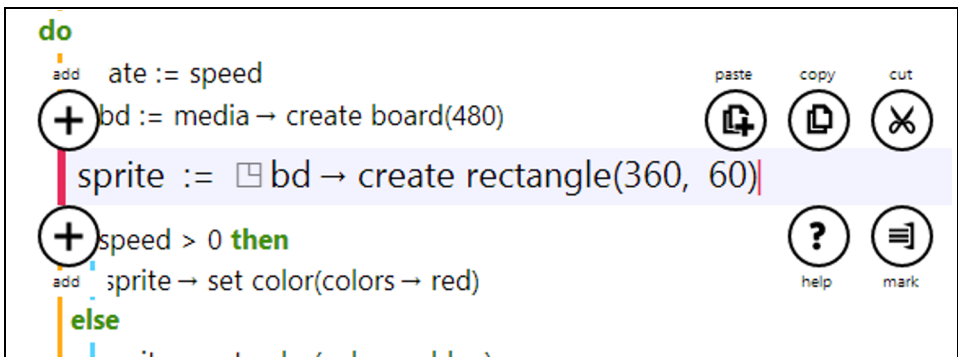 do
add
ate := speed
paste copy cut
bd := media → create board(480)
sprite := bd → create rectangle(360, 60)
speed > 0 then
sprite → set color(colors → red)
add
help mark
else